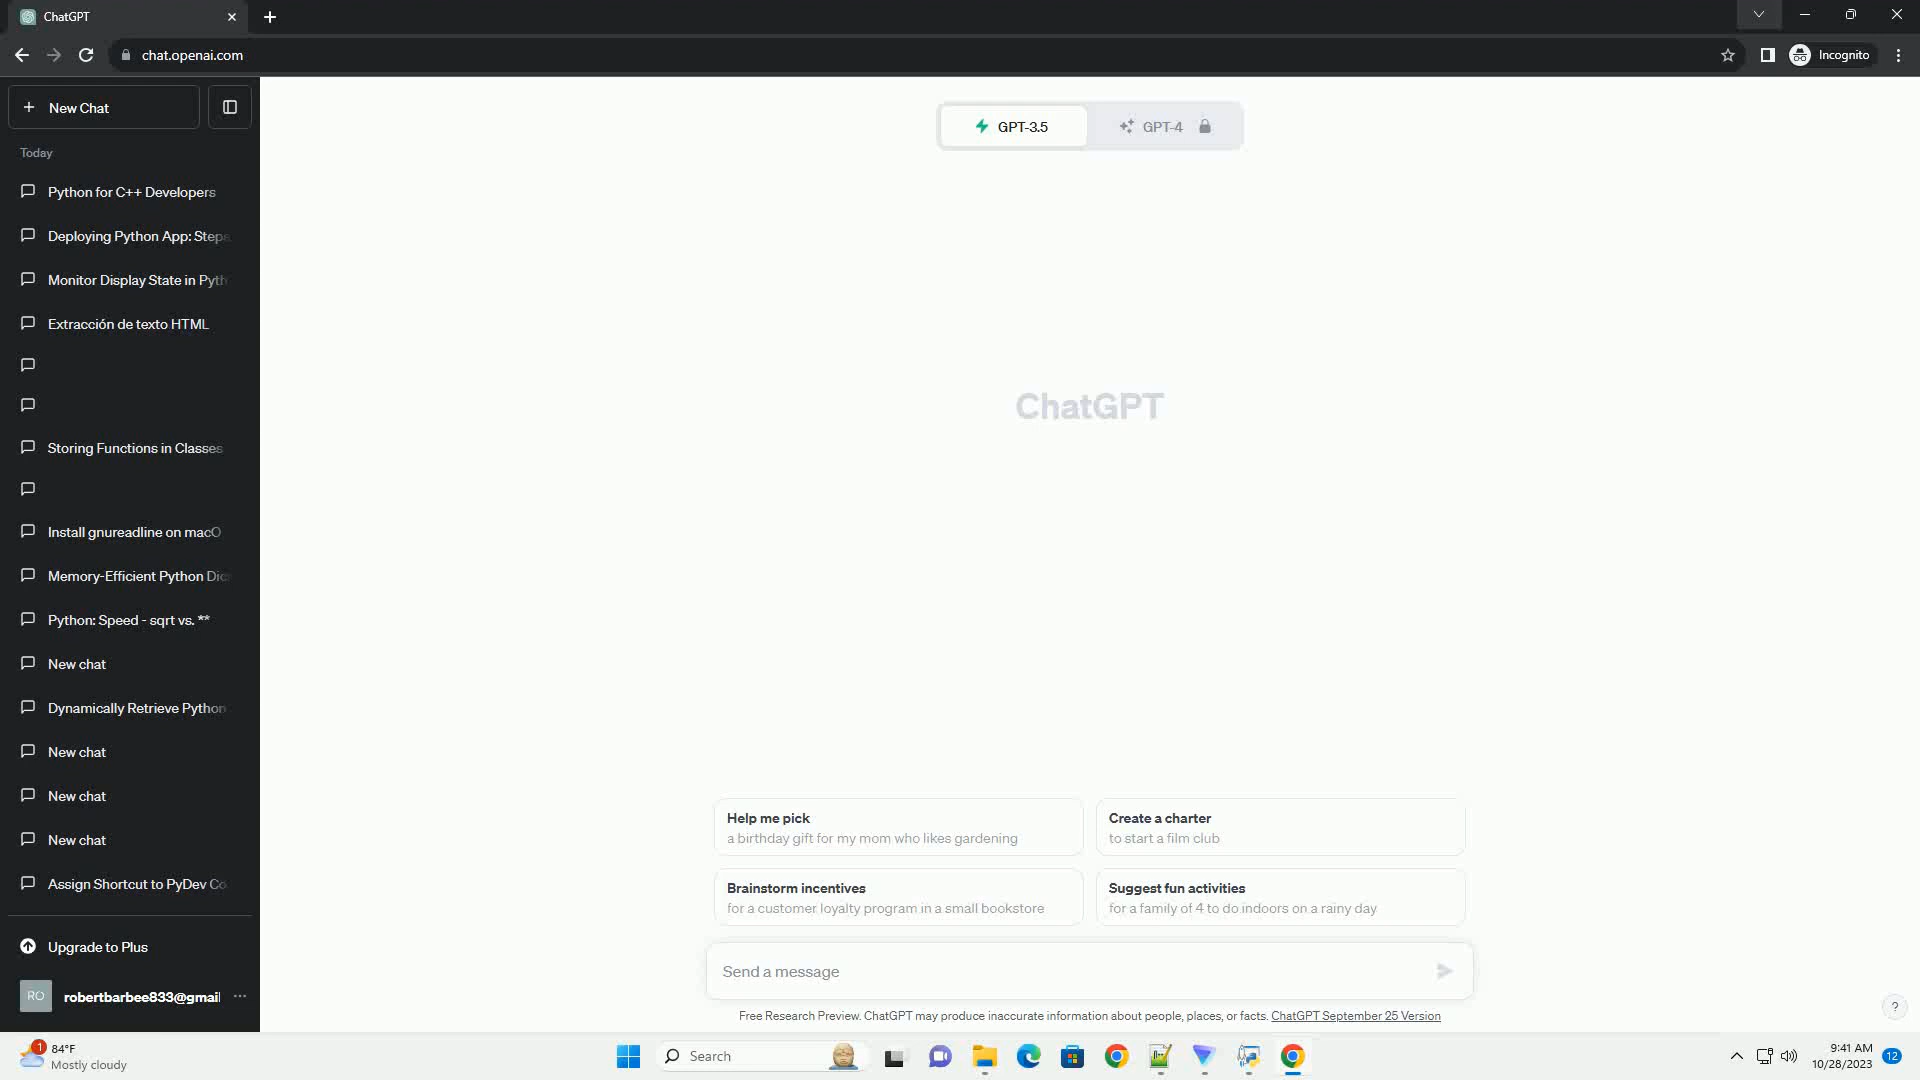 ChatGPT
chat.openai.com
Incognito
New Chat
Today
Python for C++ Developers
Deploying Python App: Steps
Monitor Display State in Pyth
Extracción de texto HTML
Storing Functions in Classes
Install gnureadline on macO
Memory-Efficient Python Dic
Python: Speed - sqrt vs. **
New chat
Dynamically Retrieve Python
New chat
New chat
New chat
Assign Shortcut to PyDev Co
Upgrade to Plus
RO
robertbarbee833@gmail
GPT-3.5
GPT-4
ChatGPT
Help me pick
a birthday gift for my mom who likes gardening
Create a charter
to start a film club
Brainstorm incentives
for a customer loyalty program in a small bookstore
Suggest fun activities
for a family of 4 to do indoors on a rainy day
Send a message
Free Research Preview. ChatGPT may produce inaccurate information about people, places, or facts. ChatGPT September 25 Version
?
1
84°F
Mostly cloudy
Search
9:41 AM
10/28/2023
12